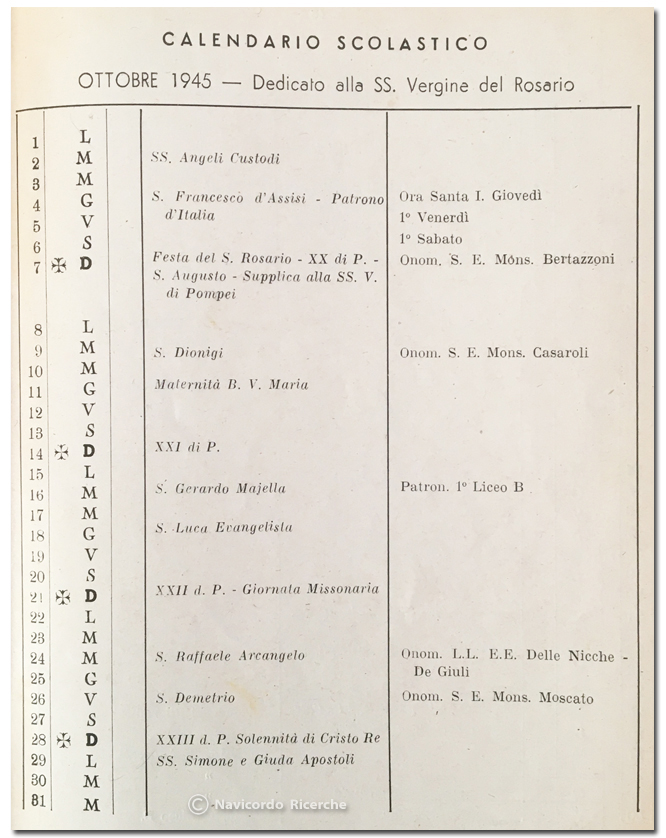 CALENDARIO SCOLASTICO
OTTOBRE 1945 — Dedicato alla SS. Vergine del Rosario
1 L
2 M SS. Angeli Custodi
3 M
4 G S. Francesco d'Assisi - Patrono Ora Santa I. Giovedì
5 V d'Italia 1° Venerdì
6 S 1° Sabato
7 ✠ D Festa del S. Rosario - XX di P. - Onom. S. E. Mons. Bertazzoni
S. Augusto - Supplica alla SS. V.
di Pompei
8 L
9 M S. Dionigi Onom. S. E. Mons. Casaroli
10 M
11 G Maternità B. V. Maria
12 V
13 S
14 ✠ D XXI di P.
15 L
16 M S. Gerardo Majella Patron. 1° Liceo B
17 M
18 G S. Luca Evangelista
19 V
20 S
21 ✠ D XXII d. P. - Giornata Missonaria
22 L
23 M
24 M S. Raffaele Arcangelo Onom. L.L. E.E. Delle Nicche -
25 G De Giuli
26 V S. Demetrio Onom. S. E. Mons. Moscato
27 S
28 ✠ D XXIII d. P. Solennità di Cristo Re
29 L SS. Simone e Giuda Apostoli
30 M
31 M
© Navicordo Ricerche